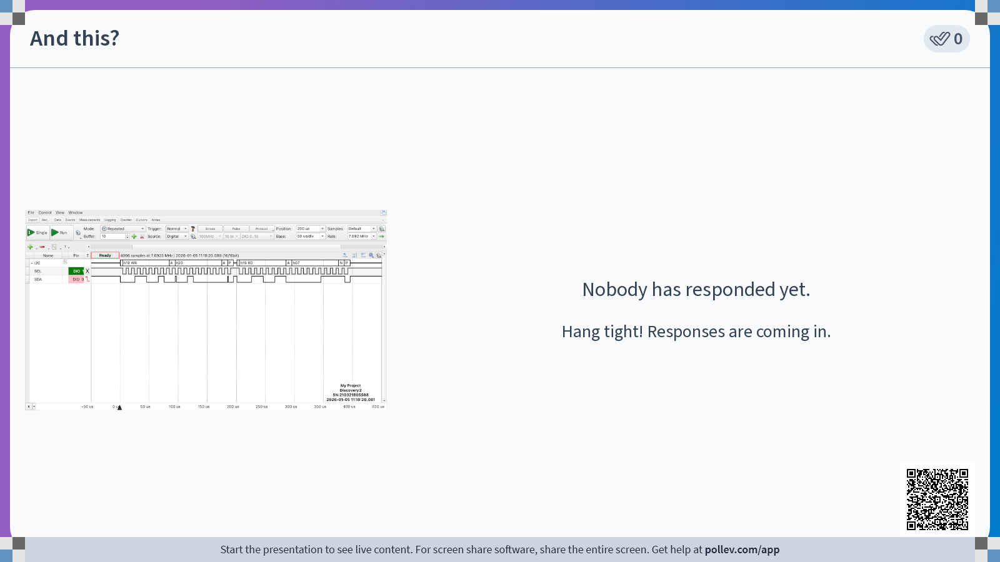 And this?
0
File Control View Window
Export Rec. Data Events Measurements Logging Counter Cursors Notes
Single Run Mode: Repeated Trigger: Normal Simple Pulse Protocol Position: 200 us Samples: Default
Buffer: 10 Source: Digital 100MHz 16 bi DIO 0..15 Base: 50 us/div Rate: 7.692 MHz
Name Pin T Ready 4096 samples at 7.6923 MHz | 2026-01-05 11:18:20.080 (16/16bit)
I2C h19 WR A h20 A P h19 RD A h07 N P
SCL DIO X
SDA DIO 0
My Project
Discovery2
SN:210321B05588
2026-01-05 11:18:20.081
X -50 us 0 us 50 us 100 us 150 us 200 us 250 us 300 us 350 us 400 us 450 us
Nobody has responded yet.
Hang tight! Responses are coming in.
Start the presentation to see live content. For screen share software, share the entire screen. Get help at pollev.com/app